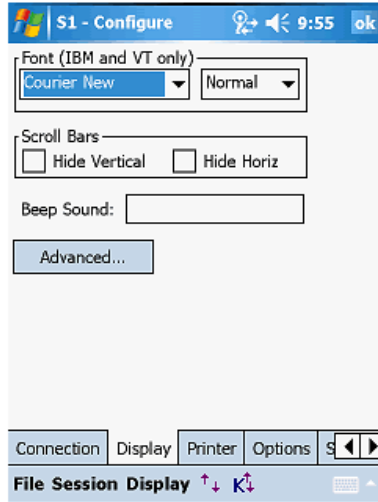 S1 - Configure 9:55 ok
Font (IBM and VT only)
Courier New Normal
Scroll Bars
Hide Vertical Hide Horiz
Beep Sound:
Advanced...
Connection Display Printer Options S
File Session Display K